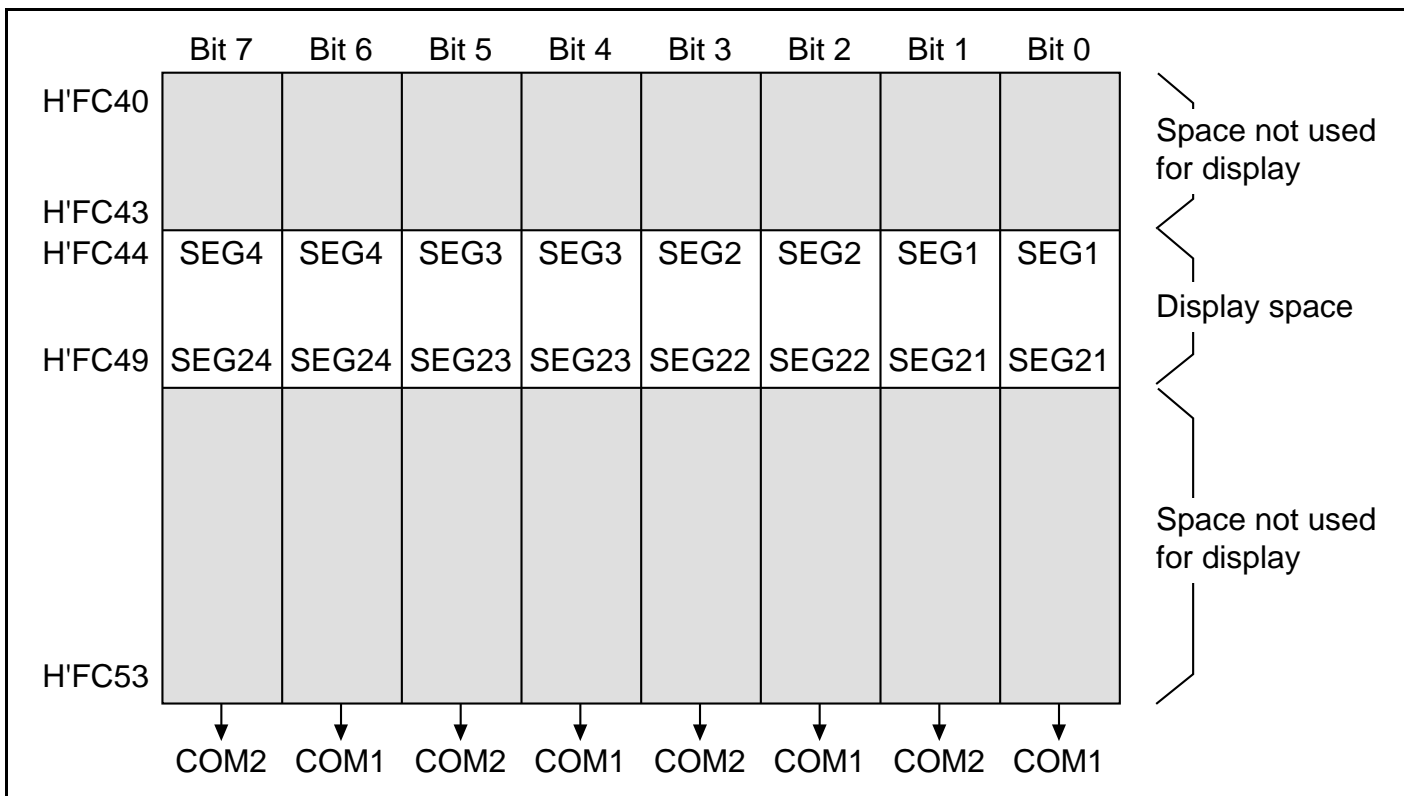 Bit 7 Bit 6 Bit 5 Bit 4 Bit 3 Bit 2 Bit 1 Bit 0
H'FC40
Space not used
for display
H'FC43
H'FC44 SEG4 SEG4 SEG3 SEG3 SEG2 SEG2 SEG1 SEG1
Display space
H'FC49 SEG24 SEG24 SEG23 SEG23 SEG22 SEG22 SEG21 SEG21
Space not used
for display
H'FC53
COM2 COM1 COM2 COM1 COM2 COM1 COM2 COM1